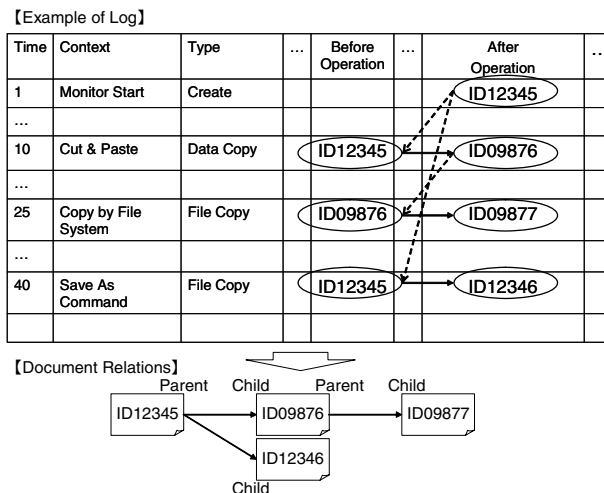 【Example of Log】
Time Context Type ... Before Operation ... After Operation ...
1 Monitor Start Create ID12345
...
10 Cut & Paste Data Copy ID12345 ID09876
...
25 Copy by File System File Copy ID09876 ID09877
...
40 Save As Command File Copy ID12345 ID12346
【Document Relations】
Parent Child Parent Child
ID12345 ID09876 ID09877
ID12346
Child